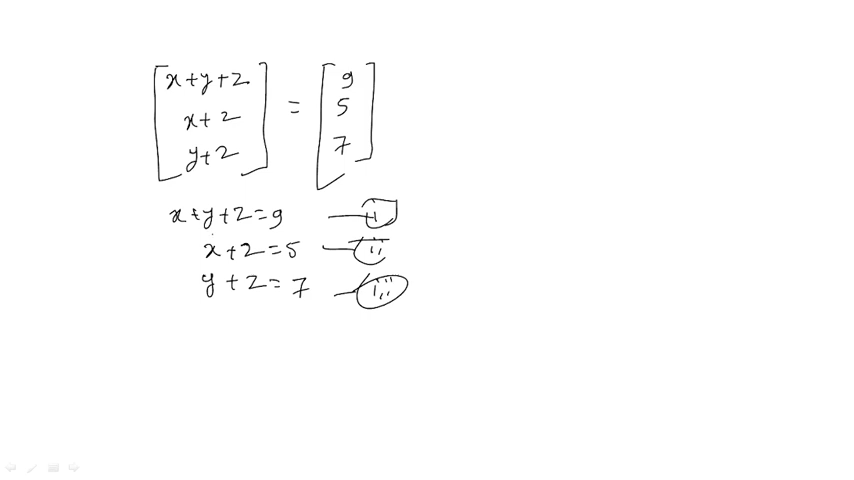 [x+y+z] [9]
[x+z] = [5]
[y+z] [7]
x+y+z=9 — i
x+z=5 — ii
y+z=7 — iii